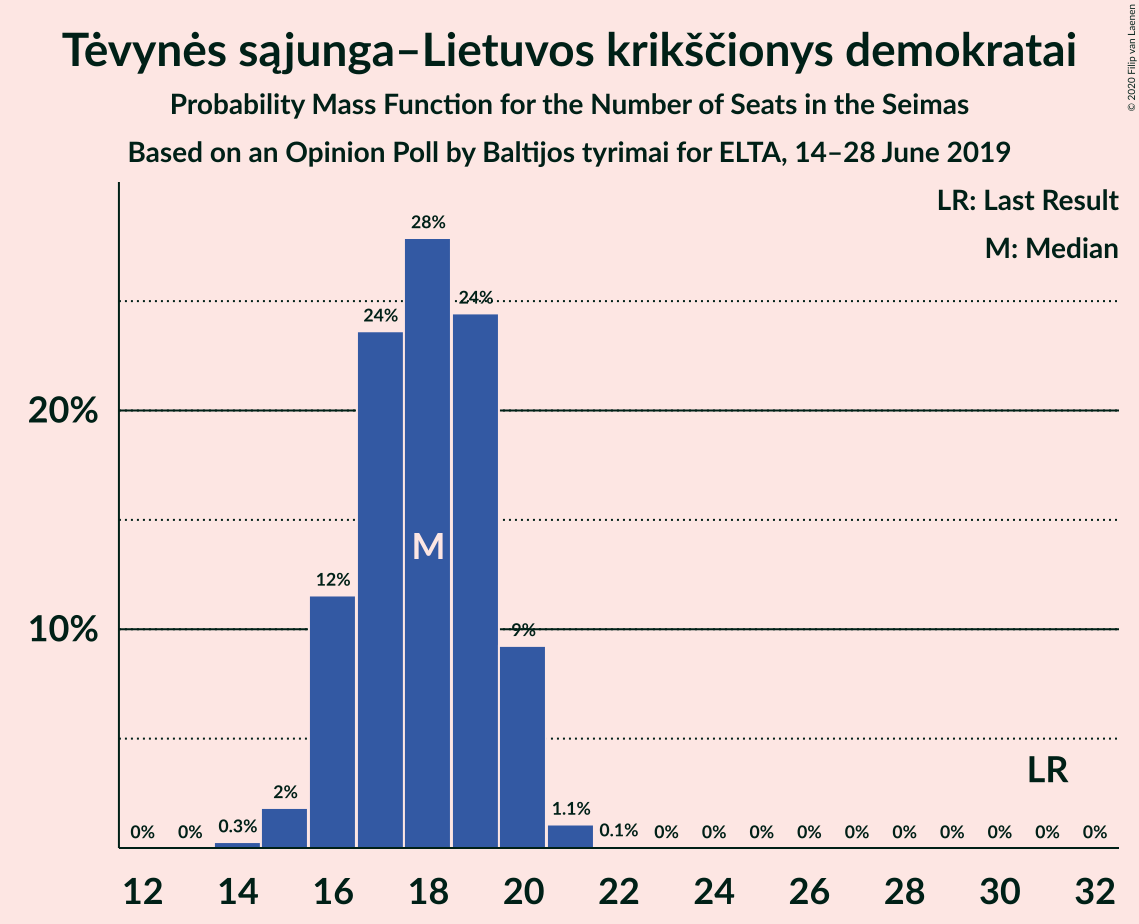 Tėvynės sąjunga–Lietuvos krikščionys demokratai
Probability Mass Function for the Number of Seats in the Seimas
Based on an Opinion Poll by Baltijos tyrimai for ELTA, 14–28 June 2019
© 2020 Filip van Laenen
LR: Last Result
M: Median
28%
24%
24%
20%
M
12%
10%
9%
LR
2%
1.1%
0% 0% 0.3% 0.1% 0% 0% 0% 0% 0% 0% 0% 0% 0% 0%
12 14 16 18 20 22 24 26 28 30 32